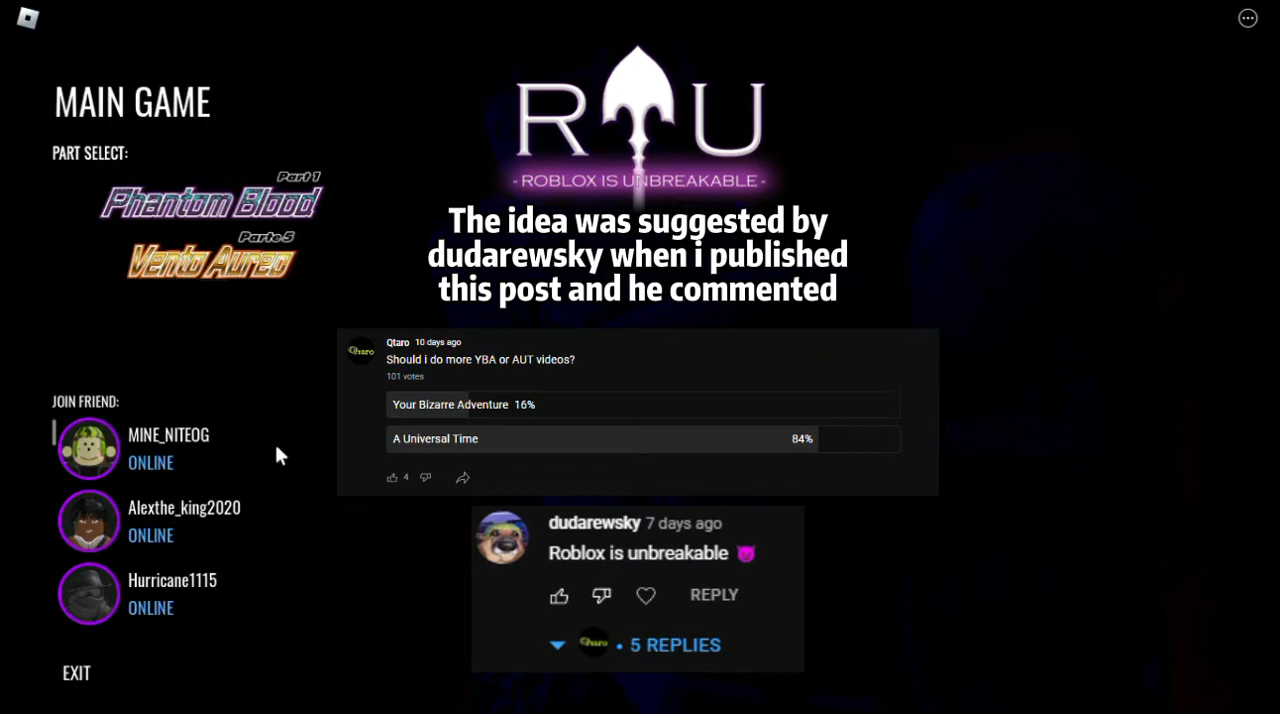 MAIN GAME
PART SELECT:
Part 1
Phantom Blood
Parte 5
Vento Aureo
JOIN FRIEND:
MINE_NITEOG
ONLINE
Alexthe_king2020
ONLINE
Hurricane1115
ONLINE
EXIT
R U
- ROBLOX IS UNBREAKABLE -
The idea was suggested by
dudarewsky when i published
this post and he commented
Qtaro 10 days ago
Should i do more YBA or AUT videos?
101 votes
Your Bizarre Adventure 16%
A Universal Time 84%
4
dudarewsky 7 days ago
Roblox is unbreakable 😈
REPLY
Qtaro • 5 REPLIES